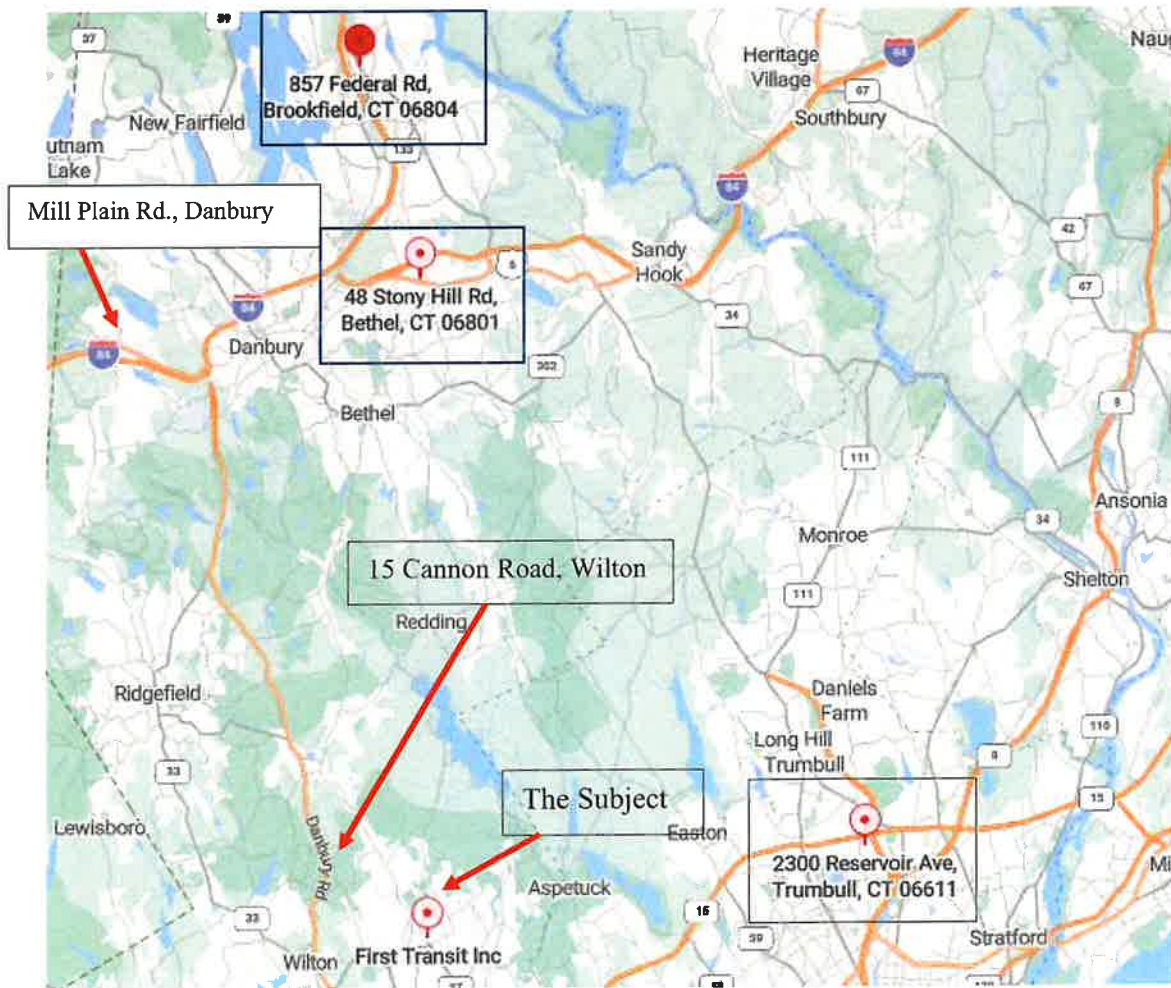 37
39
84
Heritage
Village
67
Southbury
857 Federal Rd,
Brookfield, CT 06804
New Fairfield
utnam
Lake
133
84
Mill Plain Rd., Danbury
42
Sandy
Hook
6
67
48 Stony Hill Rd,
Bethel, CT 06801
84
34
84
Danbury
302
8
Bethel
111
Ansonia
34
Monroe
15 Cannon Road, Wilton
Shelton
111
Redding
Ridgefield
Daniels
Farm
110
Long Hill
Trumbull
8
33
The Subject
15
Lewisboro
Danbury Rd
Easton
2300 Reservoir Ave,
Trumbull, CT 06611
Mi
Aspetuck
33
15
59
Stratford
Wilton
First Transit Inc
57